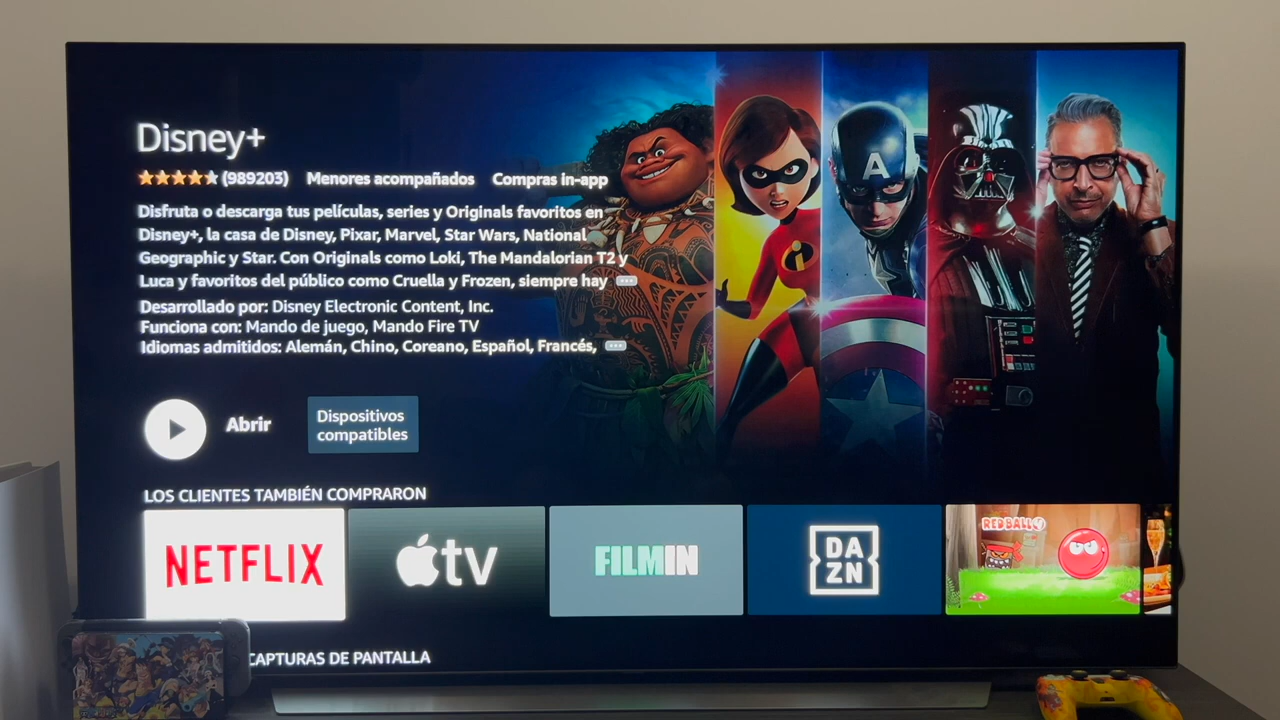 Disney+
(989203) Menores acompañados Compras in-app
Disfruta o descarga tus películas, series y Originals favoritos en
Disney+, la casa de Disney, Pixar, Marvel, Star Wars, National
Geographic y Star. Con Originals como Loki, The Mandalorian T2 y
Luca y favoritos del público como Cruella y Frozen, siempre hay
Desarrollado por: Disney Electronic Content, Inc.
Funciona con: Mando de juego, Mando Fire TV
Idiomas admitidos: Alemán, Chino, Coreano, Español, Francés,
Abrir
Dispositivos
compatibles
LOS CLIENTES TAMBIÉN COMPRARON
NETFLIX
tv
FILMIN
DA
ZN
RED BALL 4
CAPTURAS DE PANTALLA